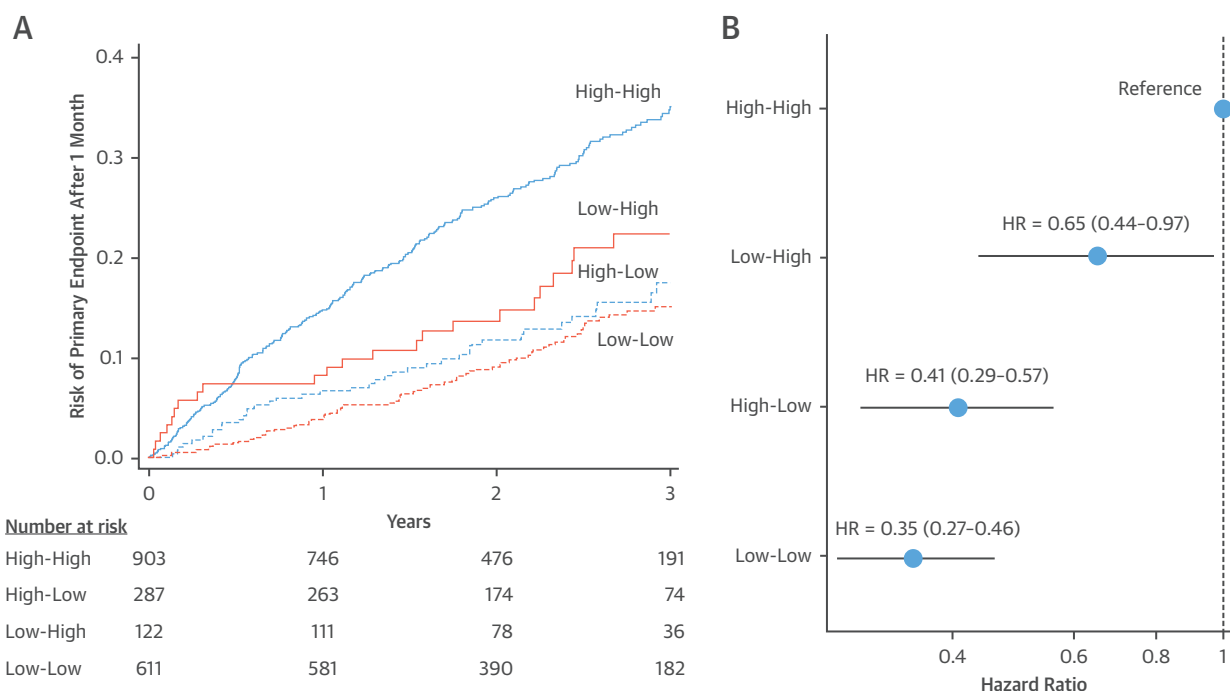 A
0.4
0.3
0.2
0.1
0.0
Risk of Primary Endpoint After 1 Month
High-High
Low-High
High-Low
Low-Low
0 1 2 3
Years
Number at risk
High-High 903 746 476 191
High-Low 287 263 174 74
Low-High 122 111 78 36
Low-Low 611 581 390 182
B
High-High
Reference
Low-High
HR = 0.65 (0.44–0.97)
High-Low
HR = 0.41 (0.29–0.57)
Low-Low
HR = 0.35 (0.27–0.46)
0.4 0.6 0.8 1
Hazard Ratio